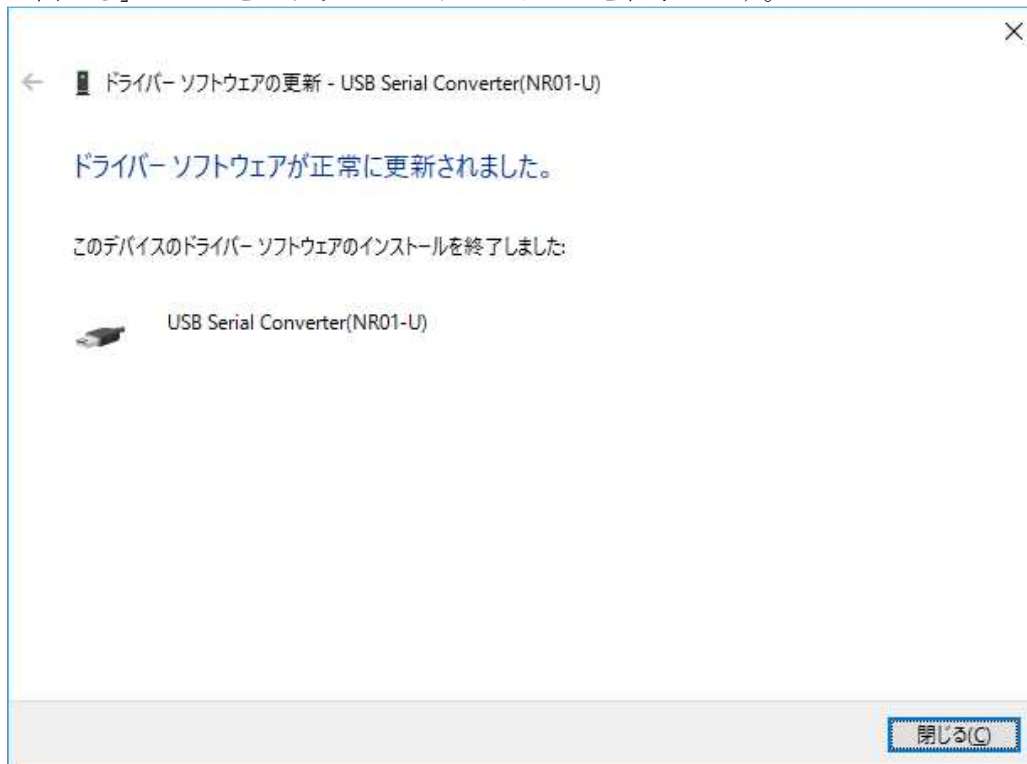 ドライバー ソフトウェアの更新 - USB Serial Converter(NR01-U)
ドライバー ソフトウェアが正常に更新されました。
このデバイスのドライバー ソフトウェアのインストールを終了しました:
USB Serial Converter(NR01-U)
閉じる(C)